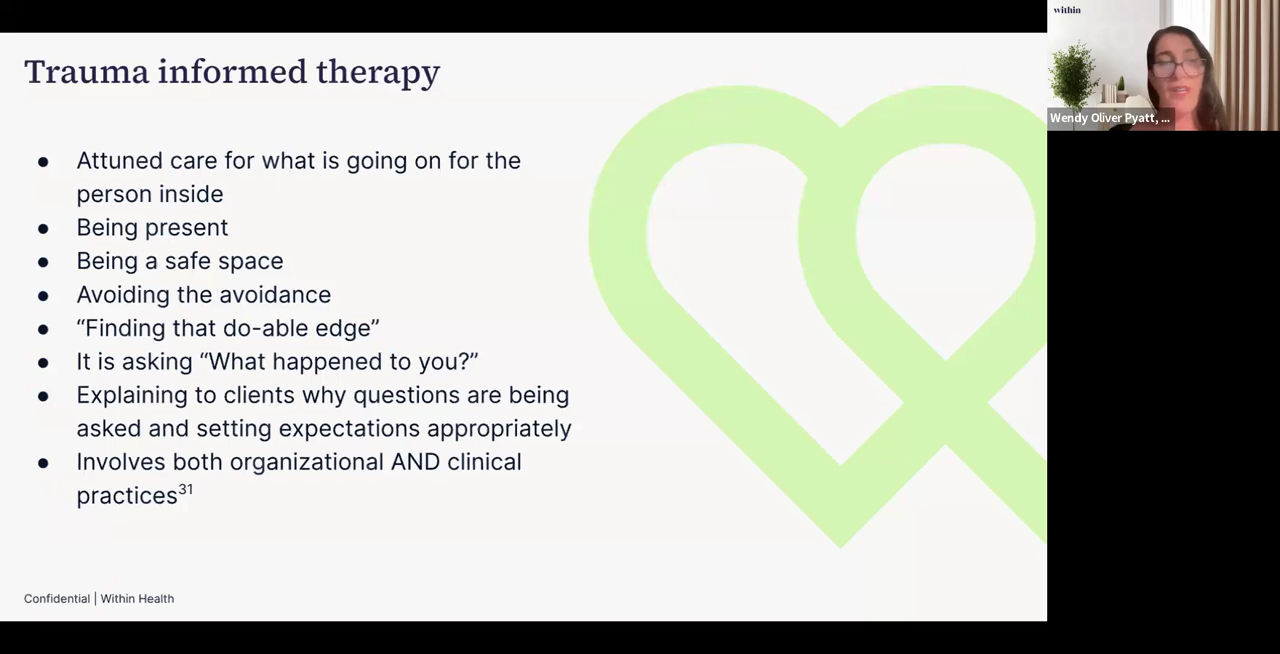 Trauma informed therapy
● Attuned care for what is going on for the
person inside
● Being present
● Being a safe space
● Avoiding the avoidance
● “Finding that do-able edge”
● It is asking “What happened to you?”
● Explaining to clients why questions are being
asked and setting expectations appropriately
● Involves both organizational AND clinical
practices³¹
Confidential | Within Health
within
Wendy Oliver Pyatt, ...